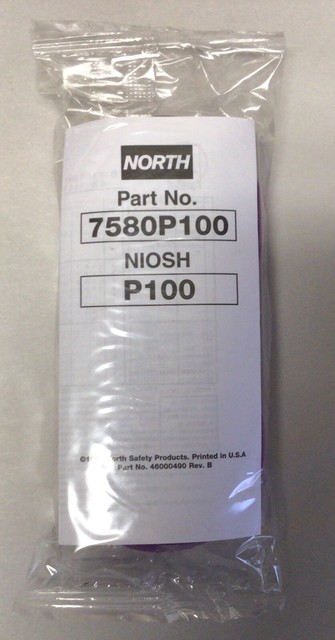 NORTH
Part No.
7580P100
NIOSH
P100
North Safety Products. Printed in U.S.A
Part No. 46000490 Rev. B